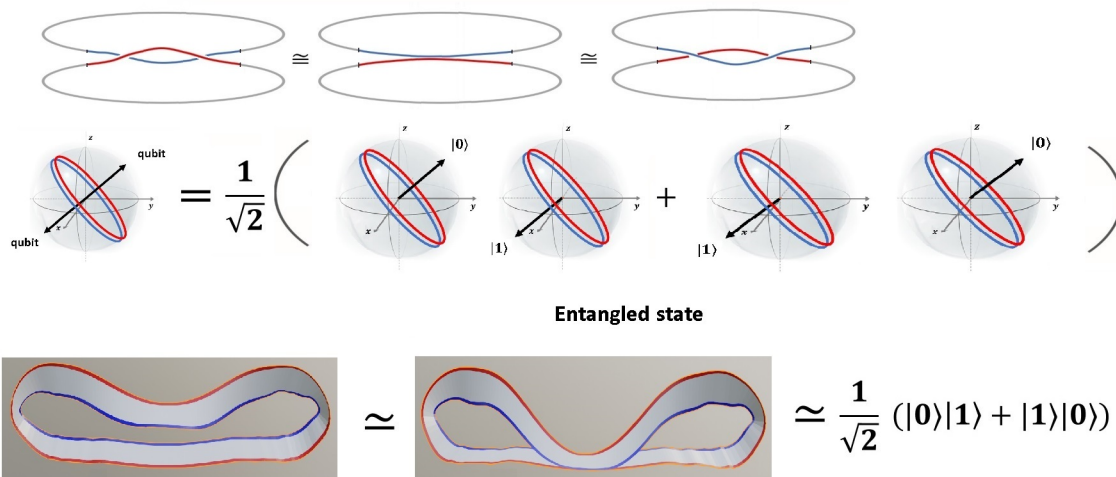 ≅ ≅
z z z z z
qubit |0⟩ |0⟩
= 1/√2 ( + )
y y y y y
x x x x x
qubit |1⟩ |1⟩
Entangled state
≃ ≃ 1/√2 (|0⟩|1⟩ + |1⟩|0⟩)